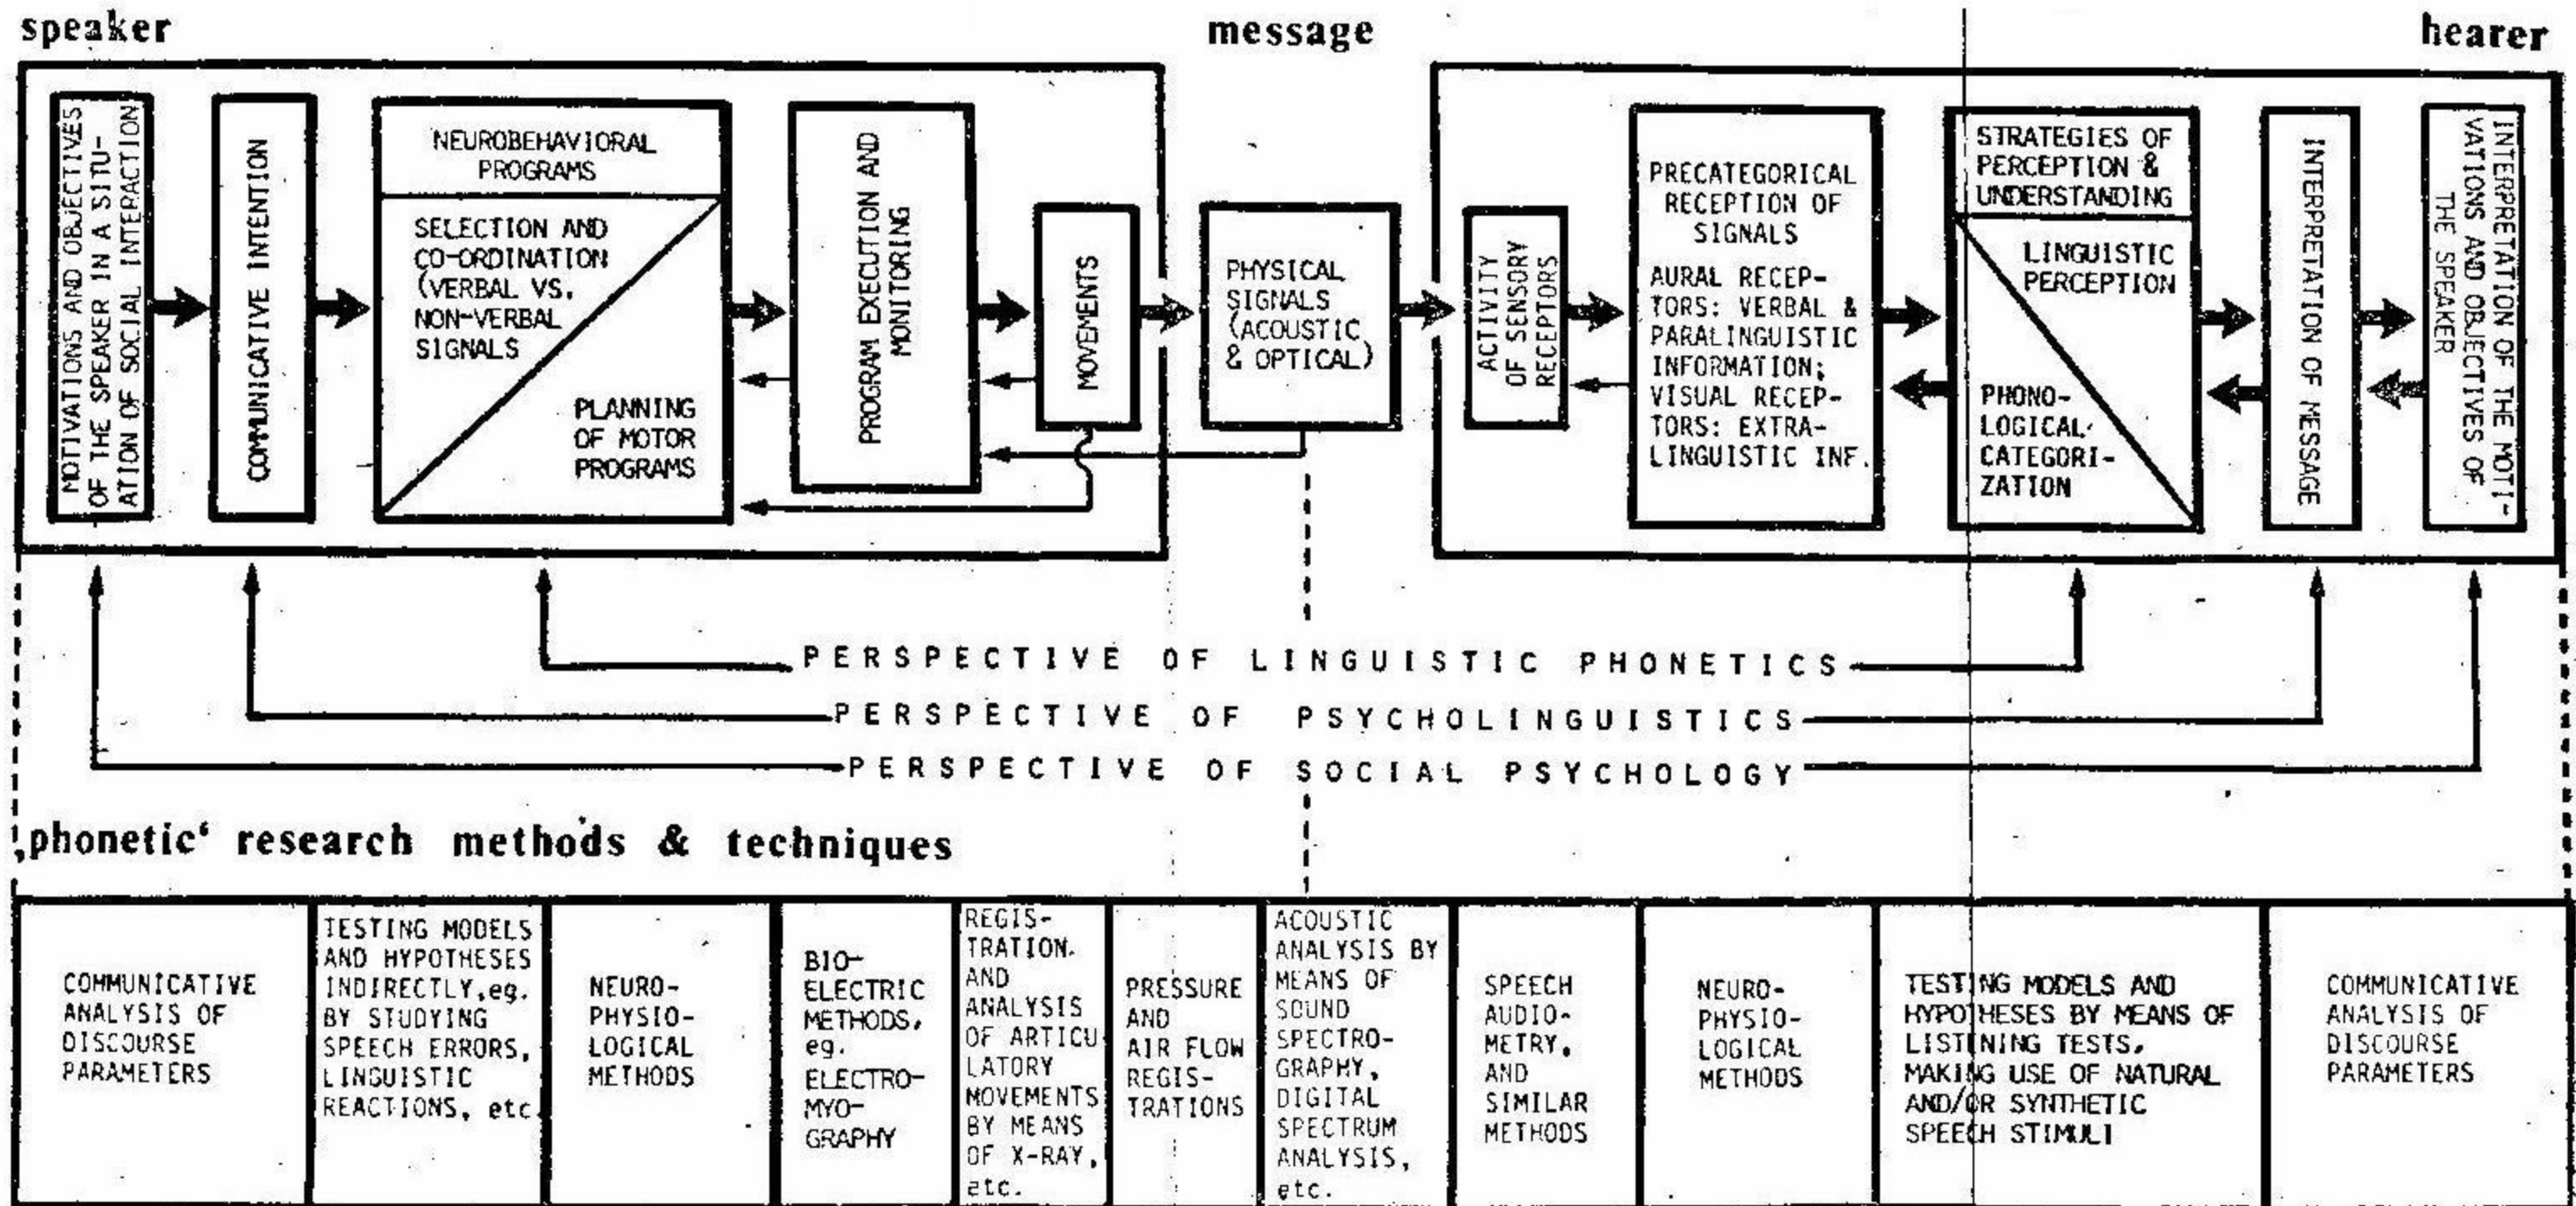 speaker
message
hearer
MOTIVATIONS AND OBJECTIVES
OF THE SPEAKER IN A SITU-
ATION OF SOCIAL INTERACTION
COMMUNICATIVE INTENTION
NEUROBEHAVIORAL
PROGRAMS
SELECTION AND
CO-ORDINATION
(VERBAL VS.
NON-VERBAL
SIGNALS
PLANNING
OF MOTOR
PROGRAMS
PROGRAM EXECUTION AND
MONITORING
MOVEMENTS
PHYSICAL
SIGNALS
(ACOUSTIC
& OPTICAL)
ACTIVITY
OF SENSORY
RECEPTORS
PRECATEGORICAL
RECEPTION OF
SIGNALS
AURAL RECEP-
TORS: VERBAL &
PARALINGUISTIC
INFORMATION;
VISUAL RECEP-
TORS: EXTRA-
LINGUISTIC INF.
STRATEGIES OF
PERCEPTION &
UNDERSTANDING
LINGUISTIC
PERCEPTION
PHONO-
LOGICAL
CATEGORI-
ZATION
INTERPRETATION OF MESSAGE
INTERPRETATION OF THE MOTI-
VATIONS AND OBJECTIVES OF
THE SPEAKER
PERSPECTIVE OF LINGUISTIC PHONETICS
PERSPECTIVE OF PSYCHOLINGUISTICS
PERSPECTIVE OF SOCIAL PSYCHOLOGY
‚phonetic‘ research methods & techniques
COMMUNICATIVE
ANALYSIS OF
DISCOURSE
PARAMETERS
TESTING MODELS
AND HYPOTHESES
INDIRECTLY,eg.
BY STUDYING
SPEECH ERRORS,
LINGUISTIC
REACTIONS, etc
NEURO-
PHYSIO-
LOGICAL
METHODS
BIO-
ELECTRIC
METHODS,
eg.
ELECTRO-
MYO-
GRAPHY
REGIS-
TRATION
AND
ANALYSIS
OF ARTICU
LATORY
MOVEMENTS
BY MEANS
OF X-RAY,
etc.
PRESSURE
AND
AIR FLOW
REGIS-
TRATIONS
ACOUSTIC
ANALYSIS BY
MEANS OF
SOUND
SPECTRO-
GRAPHY,
DIGITAL
SPECTRUM
ANALYSIS,
etc.
SPEECH
AUDIO-
METRY,
AND
SIMILAR
METHODS
NEURO-
PHYSIO-
LOGICAL
METHODS
TESTING MODELS AND
HYPOTHESES BY MEANS OF
LISTENING TESTS,
MAKING USE OF NATURAL
AND/OR SYNTHETIC
SPEECH STIMULI
COMMUNICATIVE
ANALYSIS OF
DISCOURSE
PARAMETERS